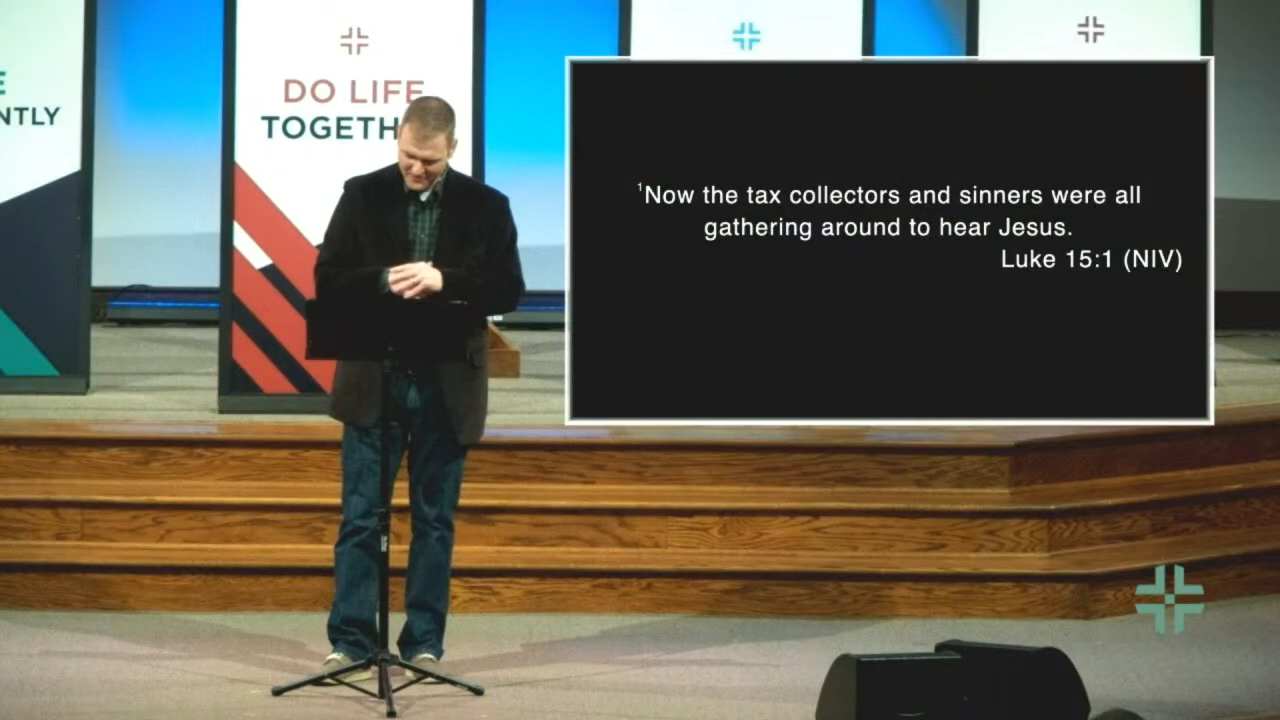 E
NTLY
DO LIFE
TOGETH
¹Now the tax collectors and sinners were all
gathering around to hear Jesus.
Luke 15:1 (NIV)